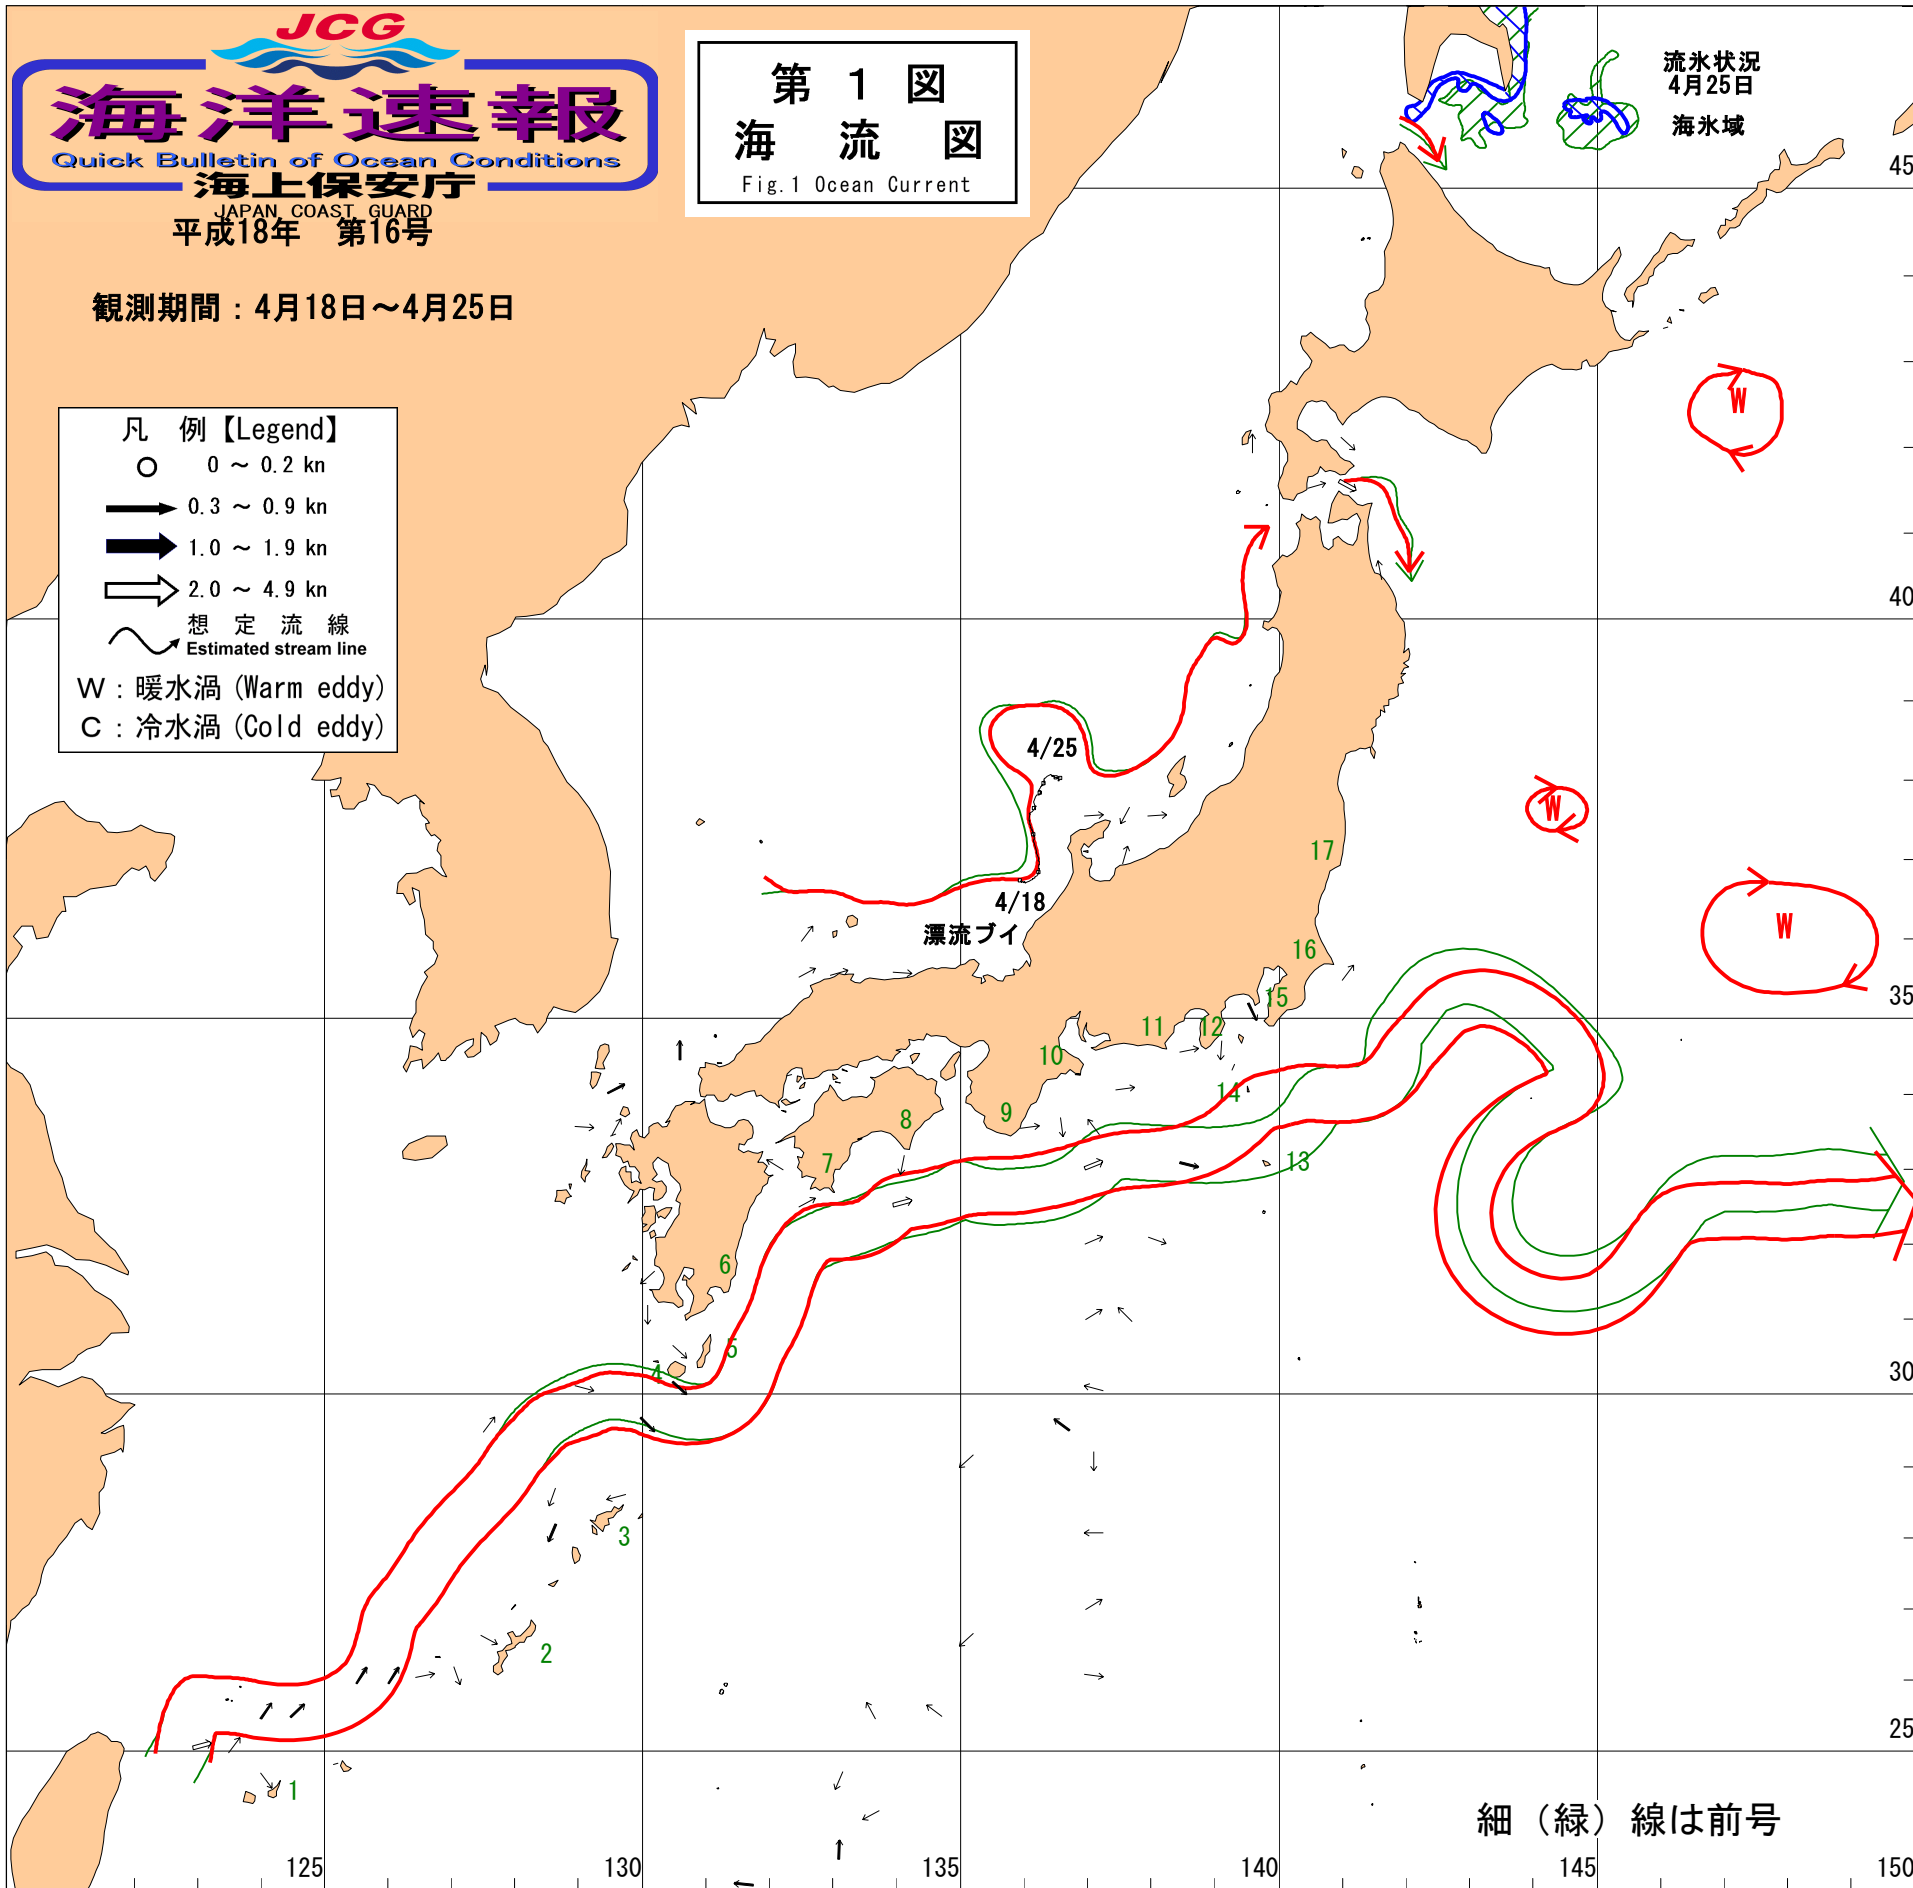 JCG
海洋速報
Quick Bulletin of Ocean Conditions
海上保安庁
JAPAN COAST GUARD
平成18年 第16号
観測期間：4月18日～4月25日
第 1 図
海 流 図
Fig.1 Ocean Current
流氷状況
4月25日
海氷域
凡 例【Legend】
0 ～ 0.2 kn
0.3 ～ 0.9 kn
1.0 ～ 1.9 kn
2.0 ～ 4.9 kn
想 定 流 線
Estimated stream line
W：暖水渦(Warm eddy)
C：冷水渦(Cold eddy)
45
W
40
4/25
W
17
4/18
漂流ブイ
W
16
15
35
11
12
10
14
9
8
7
13
6
5
4
30
3
2
25
1
細（緑）線は前号
125
130
135
140
145
150